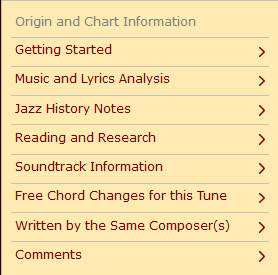 Origin and Chart Information
Getting Started
Music and Lyrics Analysis
Jazz History Notes
Reading and Research
Soundtrack Information
Free Chord Changes for this Tune
Written by the Same Composer(s)
Comments